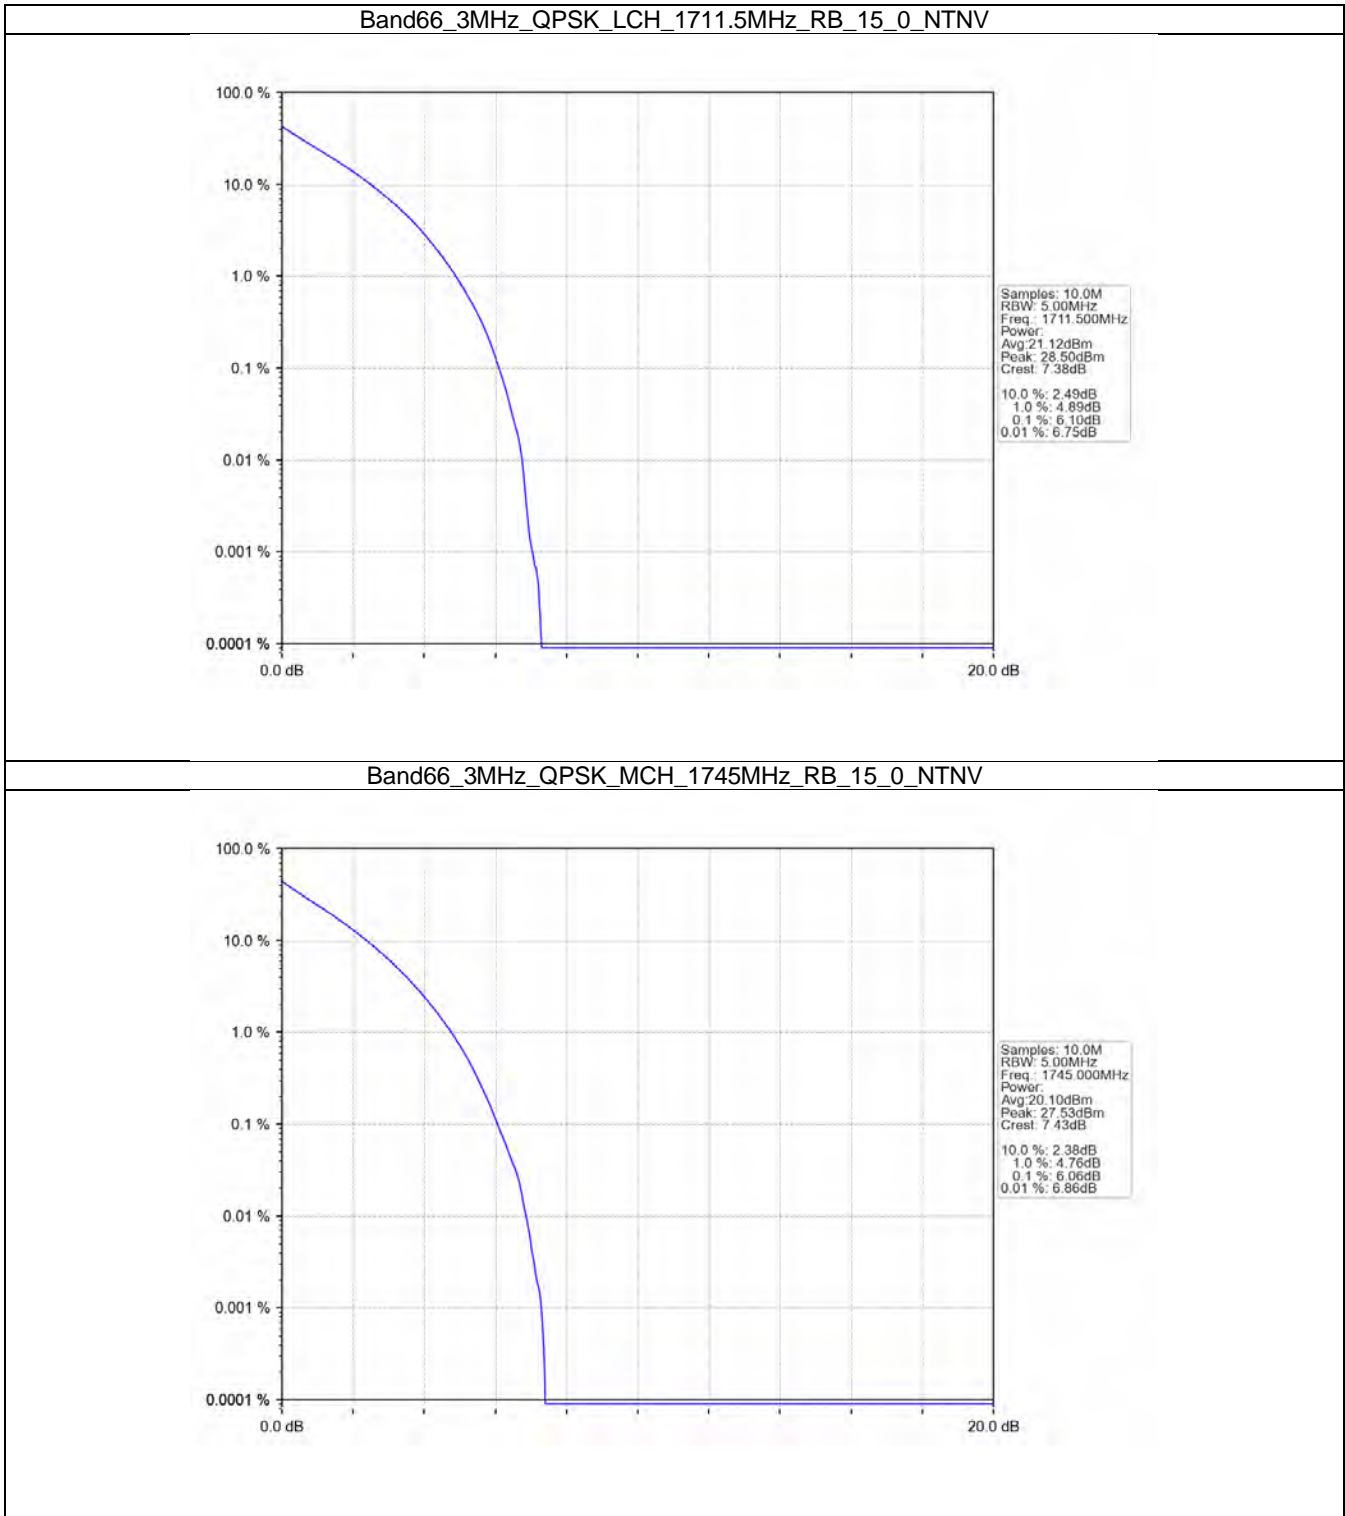 Band66_3MHz_QPSK_LCH_1711.5MHz_RB_15_0_NTNV
100.0 %
10.0 %
1.0 %
0.1 %
0.01 %
0.001 %
0.0001 %
0.0 dB
20.0 dB
Samples: 10.0M
RBW: 5.00MHz
Freq.: 1711.500MHz
Power:
Avg:21.12dBm
Peak: 28.50dBm
Crest: 7.38dB
10.0 %: 2.49dB
1.0 %: 4.89dB
0.1 %: 6.10dB
0.01 %: 6.75dB
Band66_3MHz_QPSK_MCH_1745MHz_RB_15_0_NTNV
100.0 %
10.0 %
1.0 %
0.1 %
0.01 %
0.001 %
0.0001 %
0.0 dB
20.0 dB
Samples: 10.0M
RBW: 5.00MHz
Freq.: 1745.000MHz
Power:
Avg:20.10dBm
Peak: 27.53dBm
Crest: 7.43dB
10.0 %: 2.38dB
1.0 %: 4.76dB
0.1 %: 6.06dB
0.01 %: 6.86dB